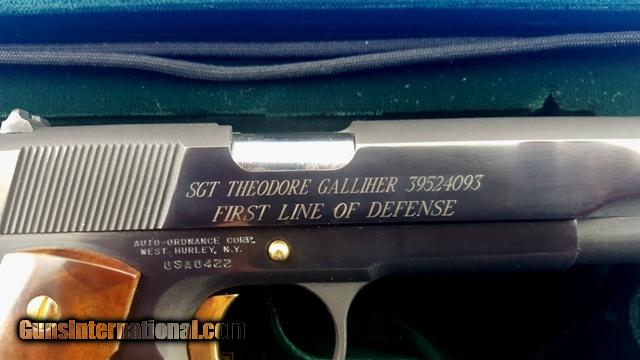 SGT THEODORE GALLIHER 39524093
FIRST LINE OF DEFENSE
AUTO-ORDNANCE CORP.
WEST HURLEY, N.Y.
USA0422
GunsInternational.com